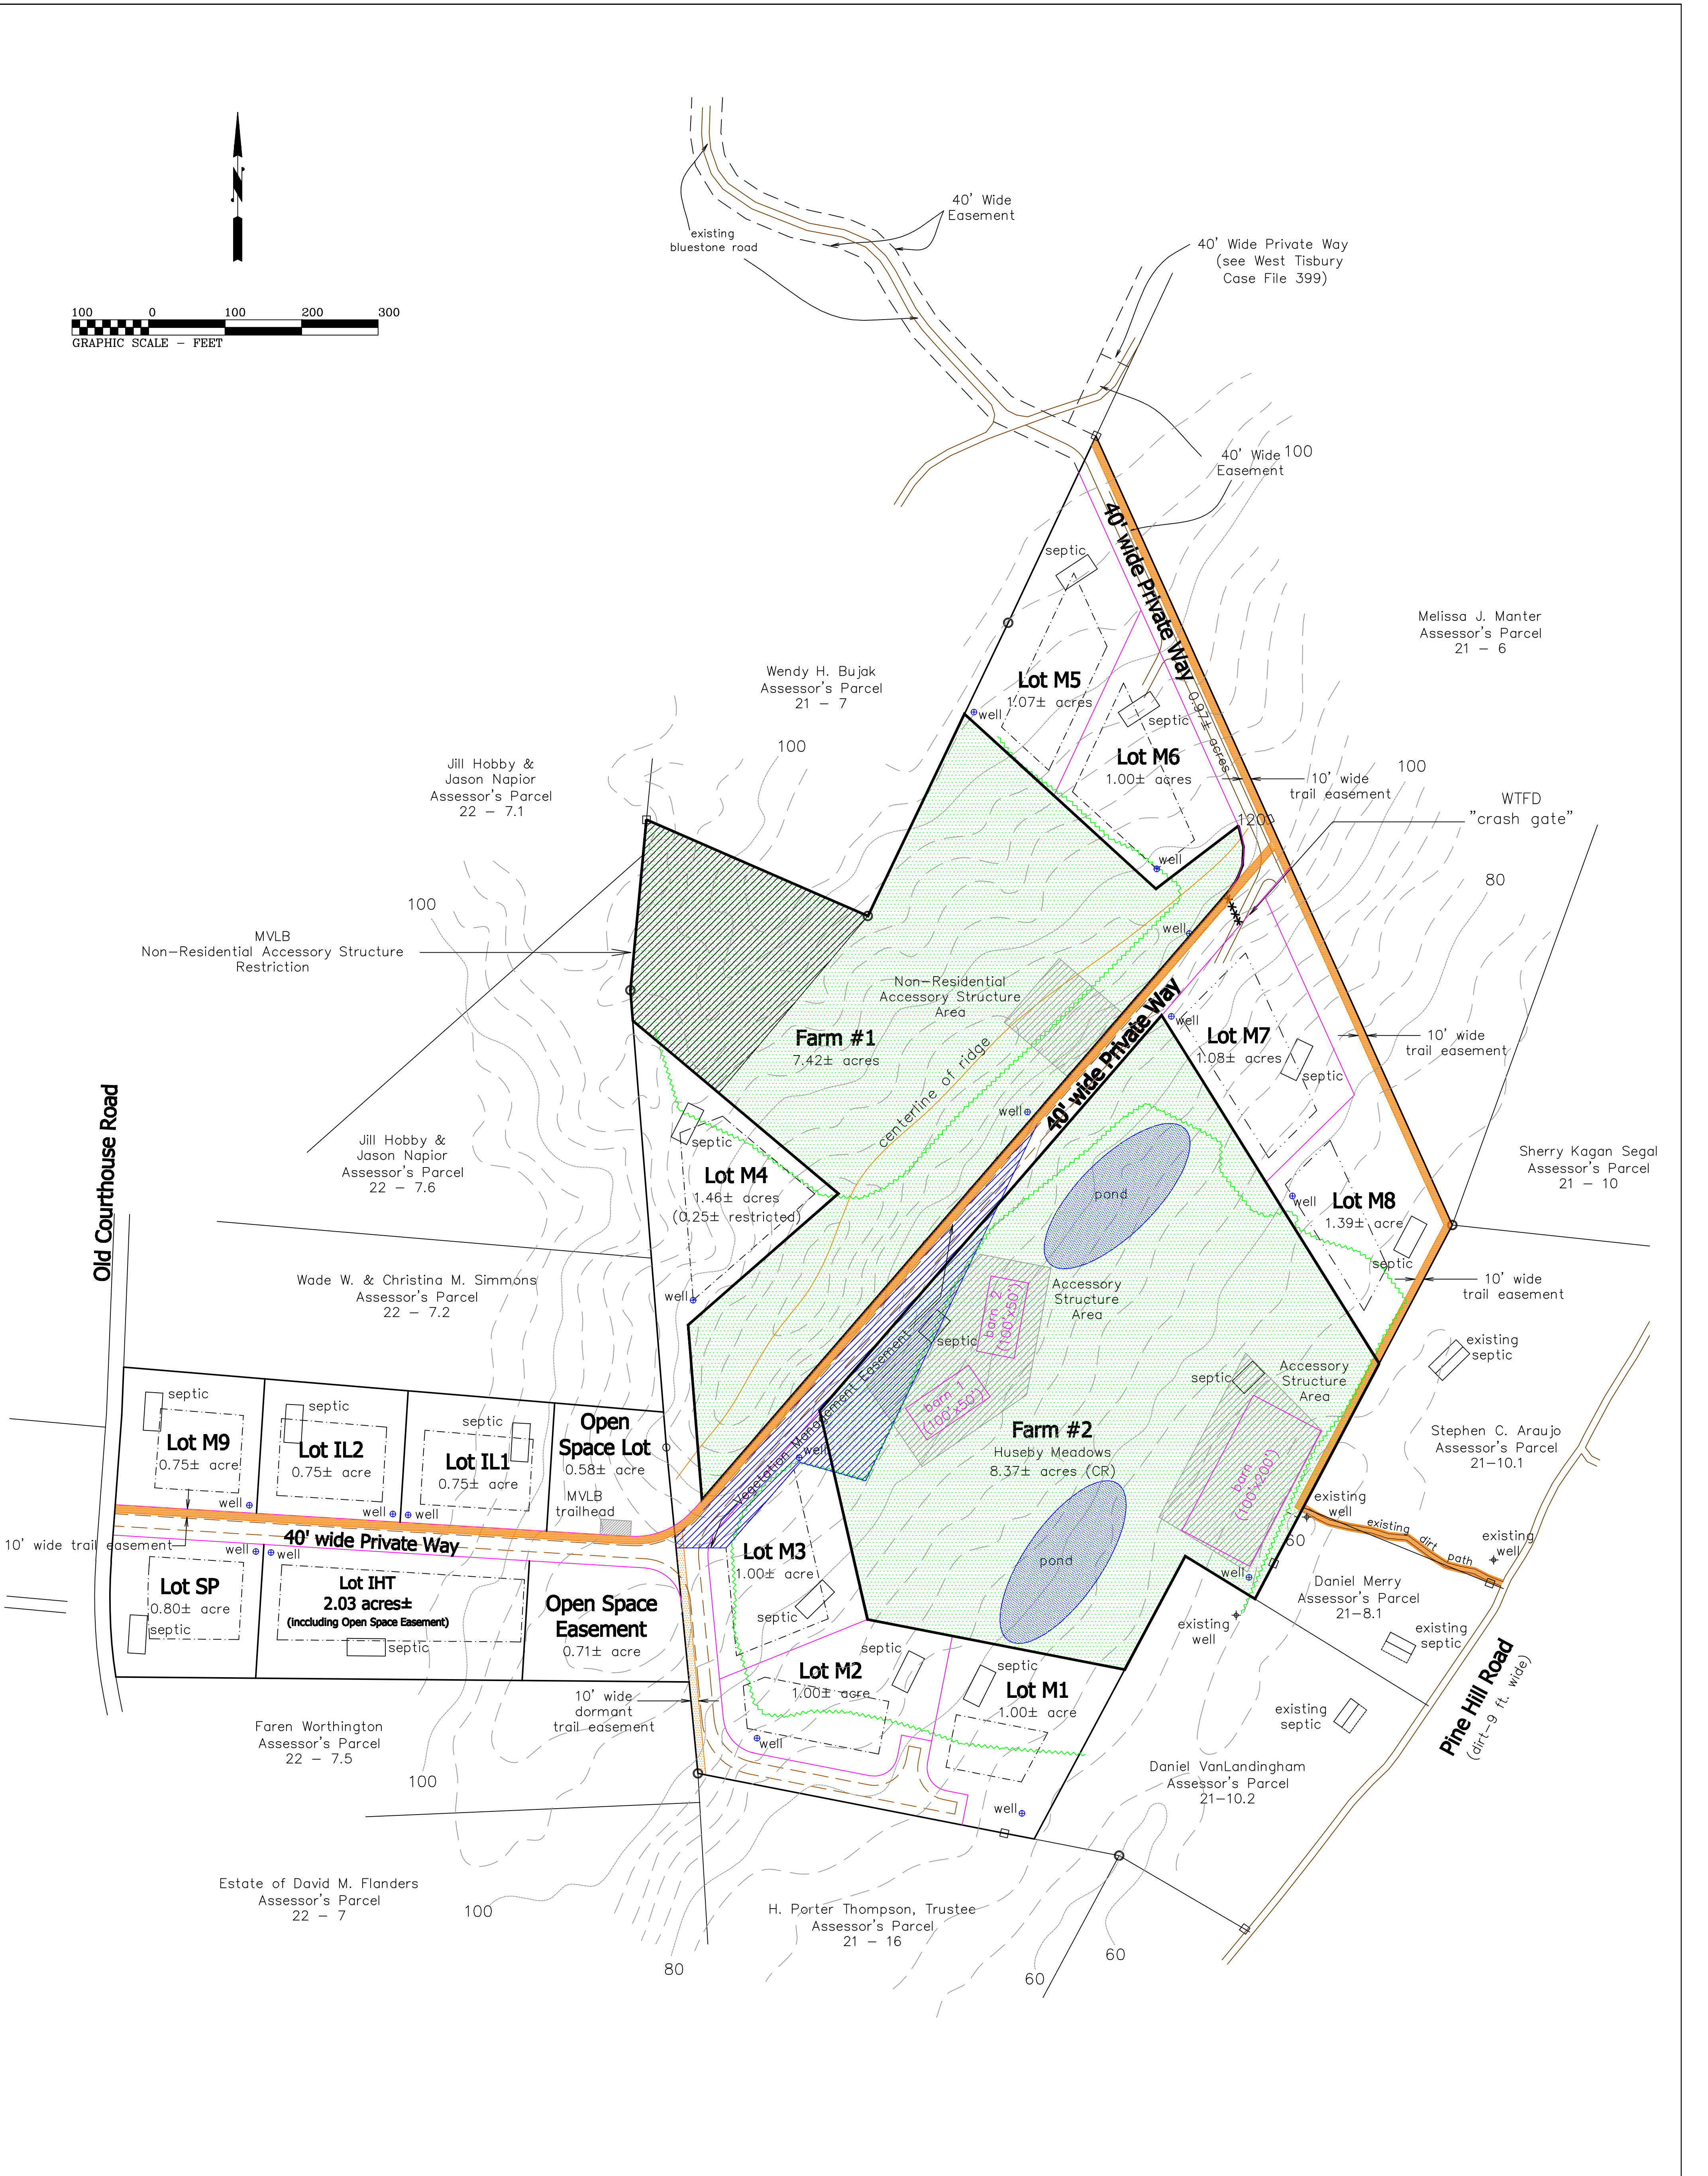 N
100 0 100 200 300
GRAPHIC SCALE - FEET
existing
bluestone road
40' Wide
Easement
40' Wide Private Way
(see West Tisbury
Case File 399)
40' Wide
Easement
100
40' wide Private Way
0.97± acres
septic
Melissa J. Manter
Assessor's Parcel
21 - 6
Wendy H. Bujak
Assessor's Parcel
21 - 7
Lot M5
1.07± acres
well
septic
Lot M6
1.00± acres
100
Jill Hobby &
Jason Napior
Assessor's Parcel
22 - 7.1
10' wide
trail easement
100
WTFD
"crash gate"
120
well
80
100
MVLB
Non-Residential Accessory Structure
Restriction
well
Non-Residential
Accessory Structure
Area
40' wide Private Way
well
Lot M7
1.08± acres
septic
10' wide
trail easement
Farm #1
7.42± acres
centerline of ridge
well
Old Courthouse Road
Jill Hobby &
Jason Napior
Assessor's Parcel
22 - 7.6
septic
Lot M4
1.46± acres
(0.25± restricted)
well
pond
Sherry Kagan Segal
Assessor's Parcel
21 - 10
well
Lot M8
1.39± acre
septic
10' wide
trail easement
Wade W. & Christina M. Simmons
Assessor's Parcel
22 - 7.2
Accessory
Structure
Area
barn 2
(100'x50')
septic
Vegetation Management Easement
barn 1
(100'x50')
existing
septic
Accessory
Structure
Area
septic
septic
Lot M9
0.75± acre
well
septic
Lot IL2
0.75± acre
well
septic
Lot IL1
0.75± acre
well
Open
Space Lot
0.58± acre
MVLB
trailhead
Farm #2
Huseby Meadows
8.37± acres (CR)
well
barn
(100'x200')
Stephen C. Araujo
Assessor's Parcel
21-10.1
existing
well
existing dirt path
existing
well
60
10' wide trail easement
40' wide Private Way
well
well
Lot SP
0.80± acre
septic
Lot IHT
2.03 acres±
(inccluding Open Space Easement)
septic
Open Space
Easement
0.71± acre
Lot M3
1.00± acre
septic
pond
well
existing
well
Daniel Merry
Assessor's Parcel
21-8.1
existing
septic
Pine Hill Road
(dirt-9 ft. wide)
10' wide
dormant
trail easement
septic
Lot M2
1.00± acre
well
septic
Lot M1
1.00± acre
well
existing
septic
Faren Worthington
Assessor's Parcel
22 - 7.5
100
Daniel VanLandingham
Assessor's Parcel
21-10.2
Estate of David M. Flanders
Assessor's Parcel
22 - 7
100
H. Porter Thompson, Trustee
Assessor's Parcel
21 - 16
80
60
60